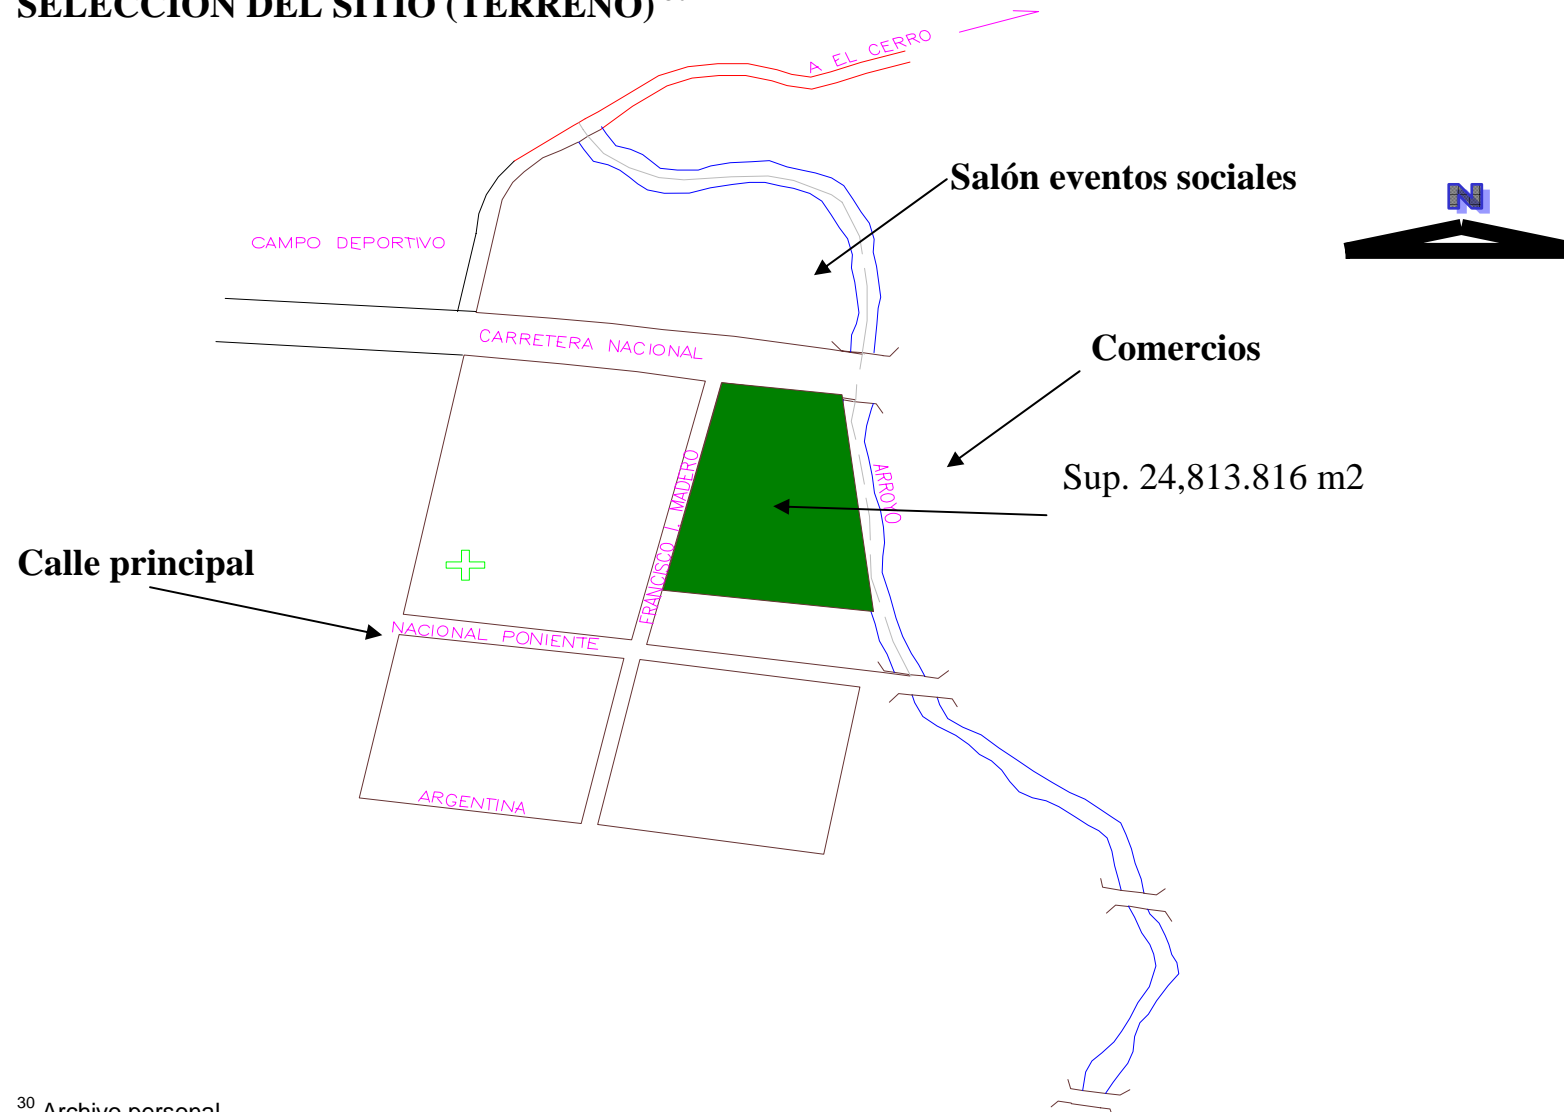 SELECCIÓN DEL SITIO (TERRENO)
A EL CERRO
Salón eventos sociales
N
CAMPO DEPORTIVO
CARRETERA NACIONAL
Comercios
FRANCISCO I. MADERO
ARROYO
Sup. 24,813.816 m2
Calle principal
NACIONAL PONIENTE
ARGENTINA
30 Archivo personal